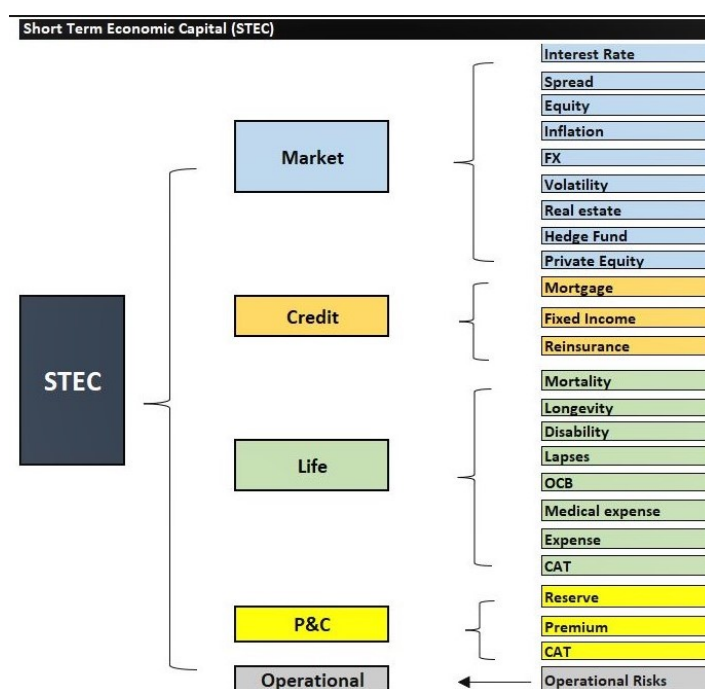 Short Term Economic Capital (STEC)
STEC
Market
Interest Rate
Spread
Equity
Inflation
FX
Volatility
Real estate
Hedge Fund
Private Equity
Credit
Mortgage
Fixed Income
Reinsurance
Life
Mortality
Longevity
Disability
Lapses
OCB
Medical expense
Expense
CAT
P&C
Reserve
Premium
CAT
Operational
Operational Risks